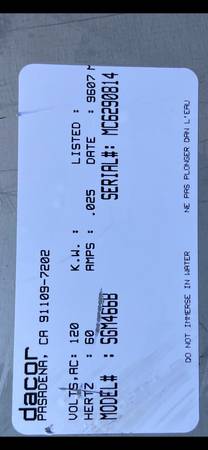 dacor
PASADENA, CA 91109-7202
VOLTS,AC: 120 K.W. : LISTED :
HERTZ : 60 AMPS : .025 DATE : 9607
MODEL# : SGM466B SERIAL#: MC6290814
DO NOT IMMERSE IN WATER NE PAS PLONGER DAN L'EAU